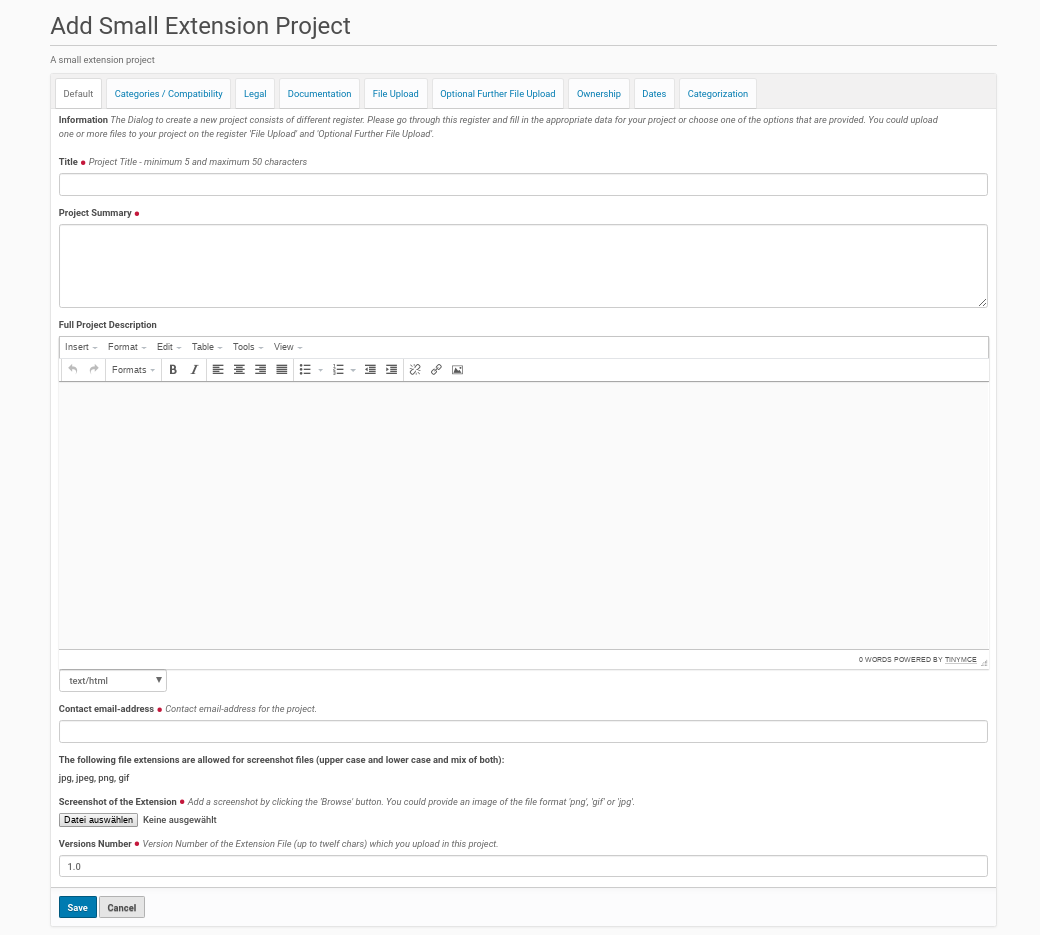 Add Small Extension Project
A small extension project
Default Categories / Compatibility Legal Documentation File Upload Optional Further File Upload Ownership Dates Categorization
Information The Dialog to create a new project consists of different register. Please go through this register and fill in the appropriate data for your project or choose one of the options that are provided. You could upload
one or more files to your project on the register 'File Upload' and 'Optional Further File Upload'.
Title Project Title - minimum 5 and maximum 50 characters
Project Summary
Full Project Description
Insert Format Edit Table Tools View
Formats B I
0 WORDS POWERED BY TINYMCE
text/html
Contact email-address Contact email-address for the project.
The following file extensions are allowed for screenshot files (upper case and lower case and mix of both):
jpg, jpeg, png, gif
Screenshot of the Extension Add a screenshot by clicking the 'Browse' button. You could provide an image of the file format 'png', 'gif' or 'jpg'.
Datei auswählen Keine ausgewählt
Versions Number Version Number of the Extension File (up to twelf chars) which you upload in this project.
1.0
Save Cancel